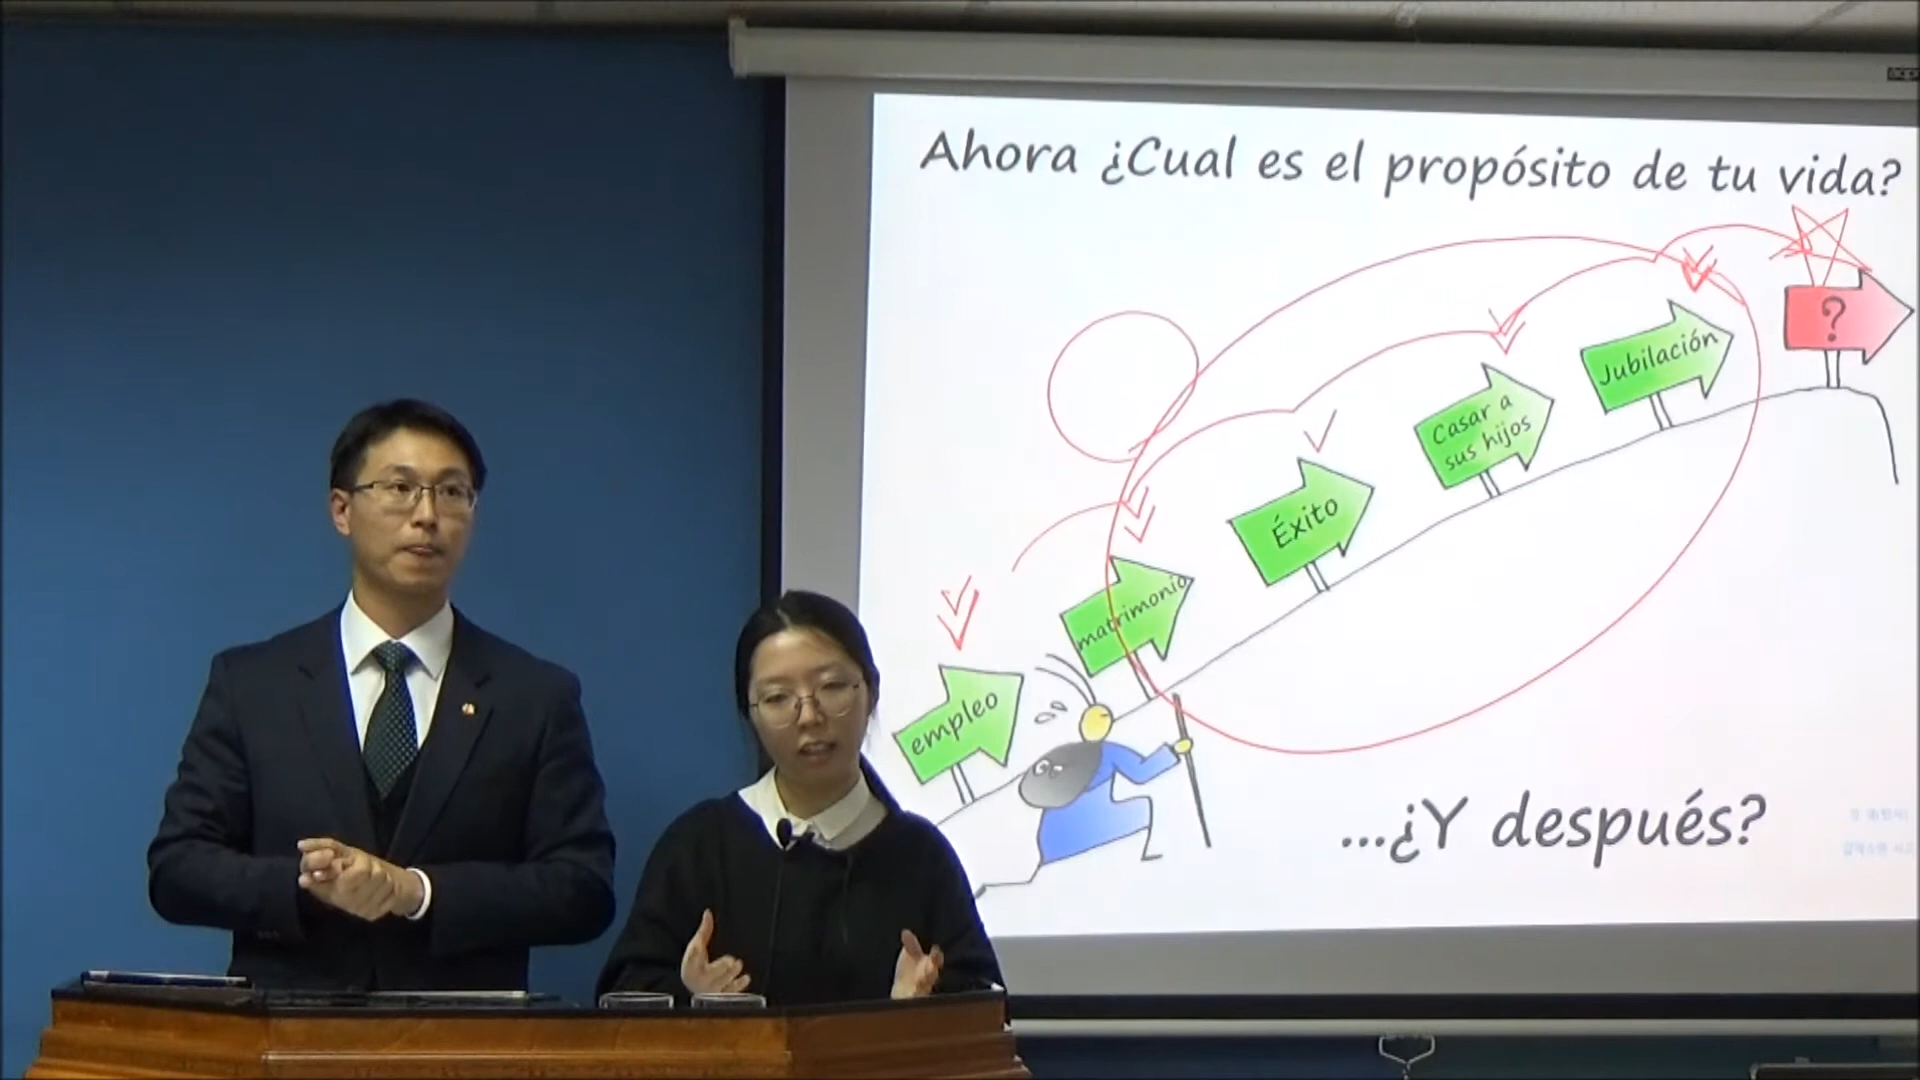 Ahora ¿Cual es el propósito de tu vida?
?
Jubilación
Casar a
sus hijos
Éxito
matrimonio
empleo
...¿Y después?